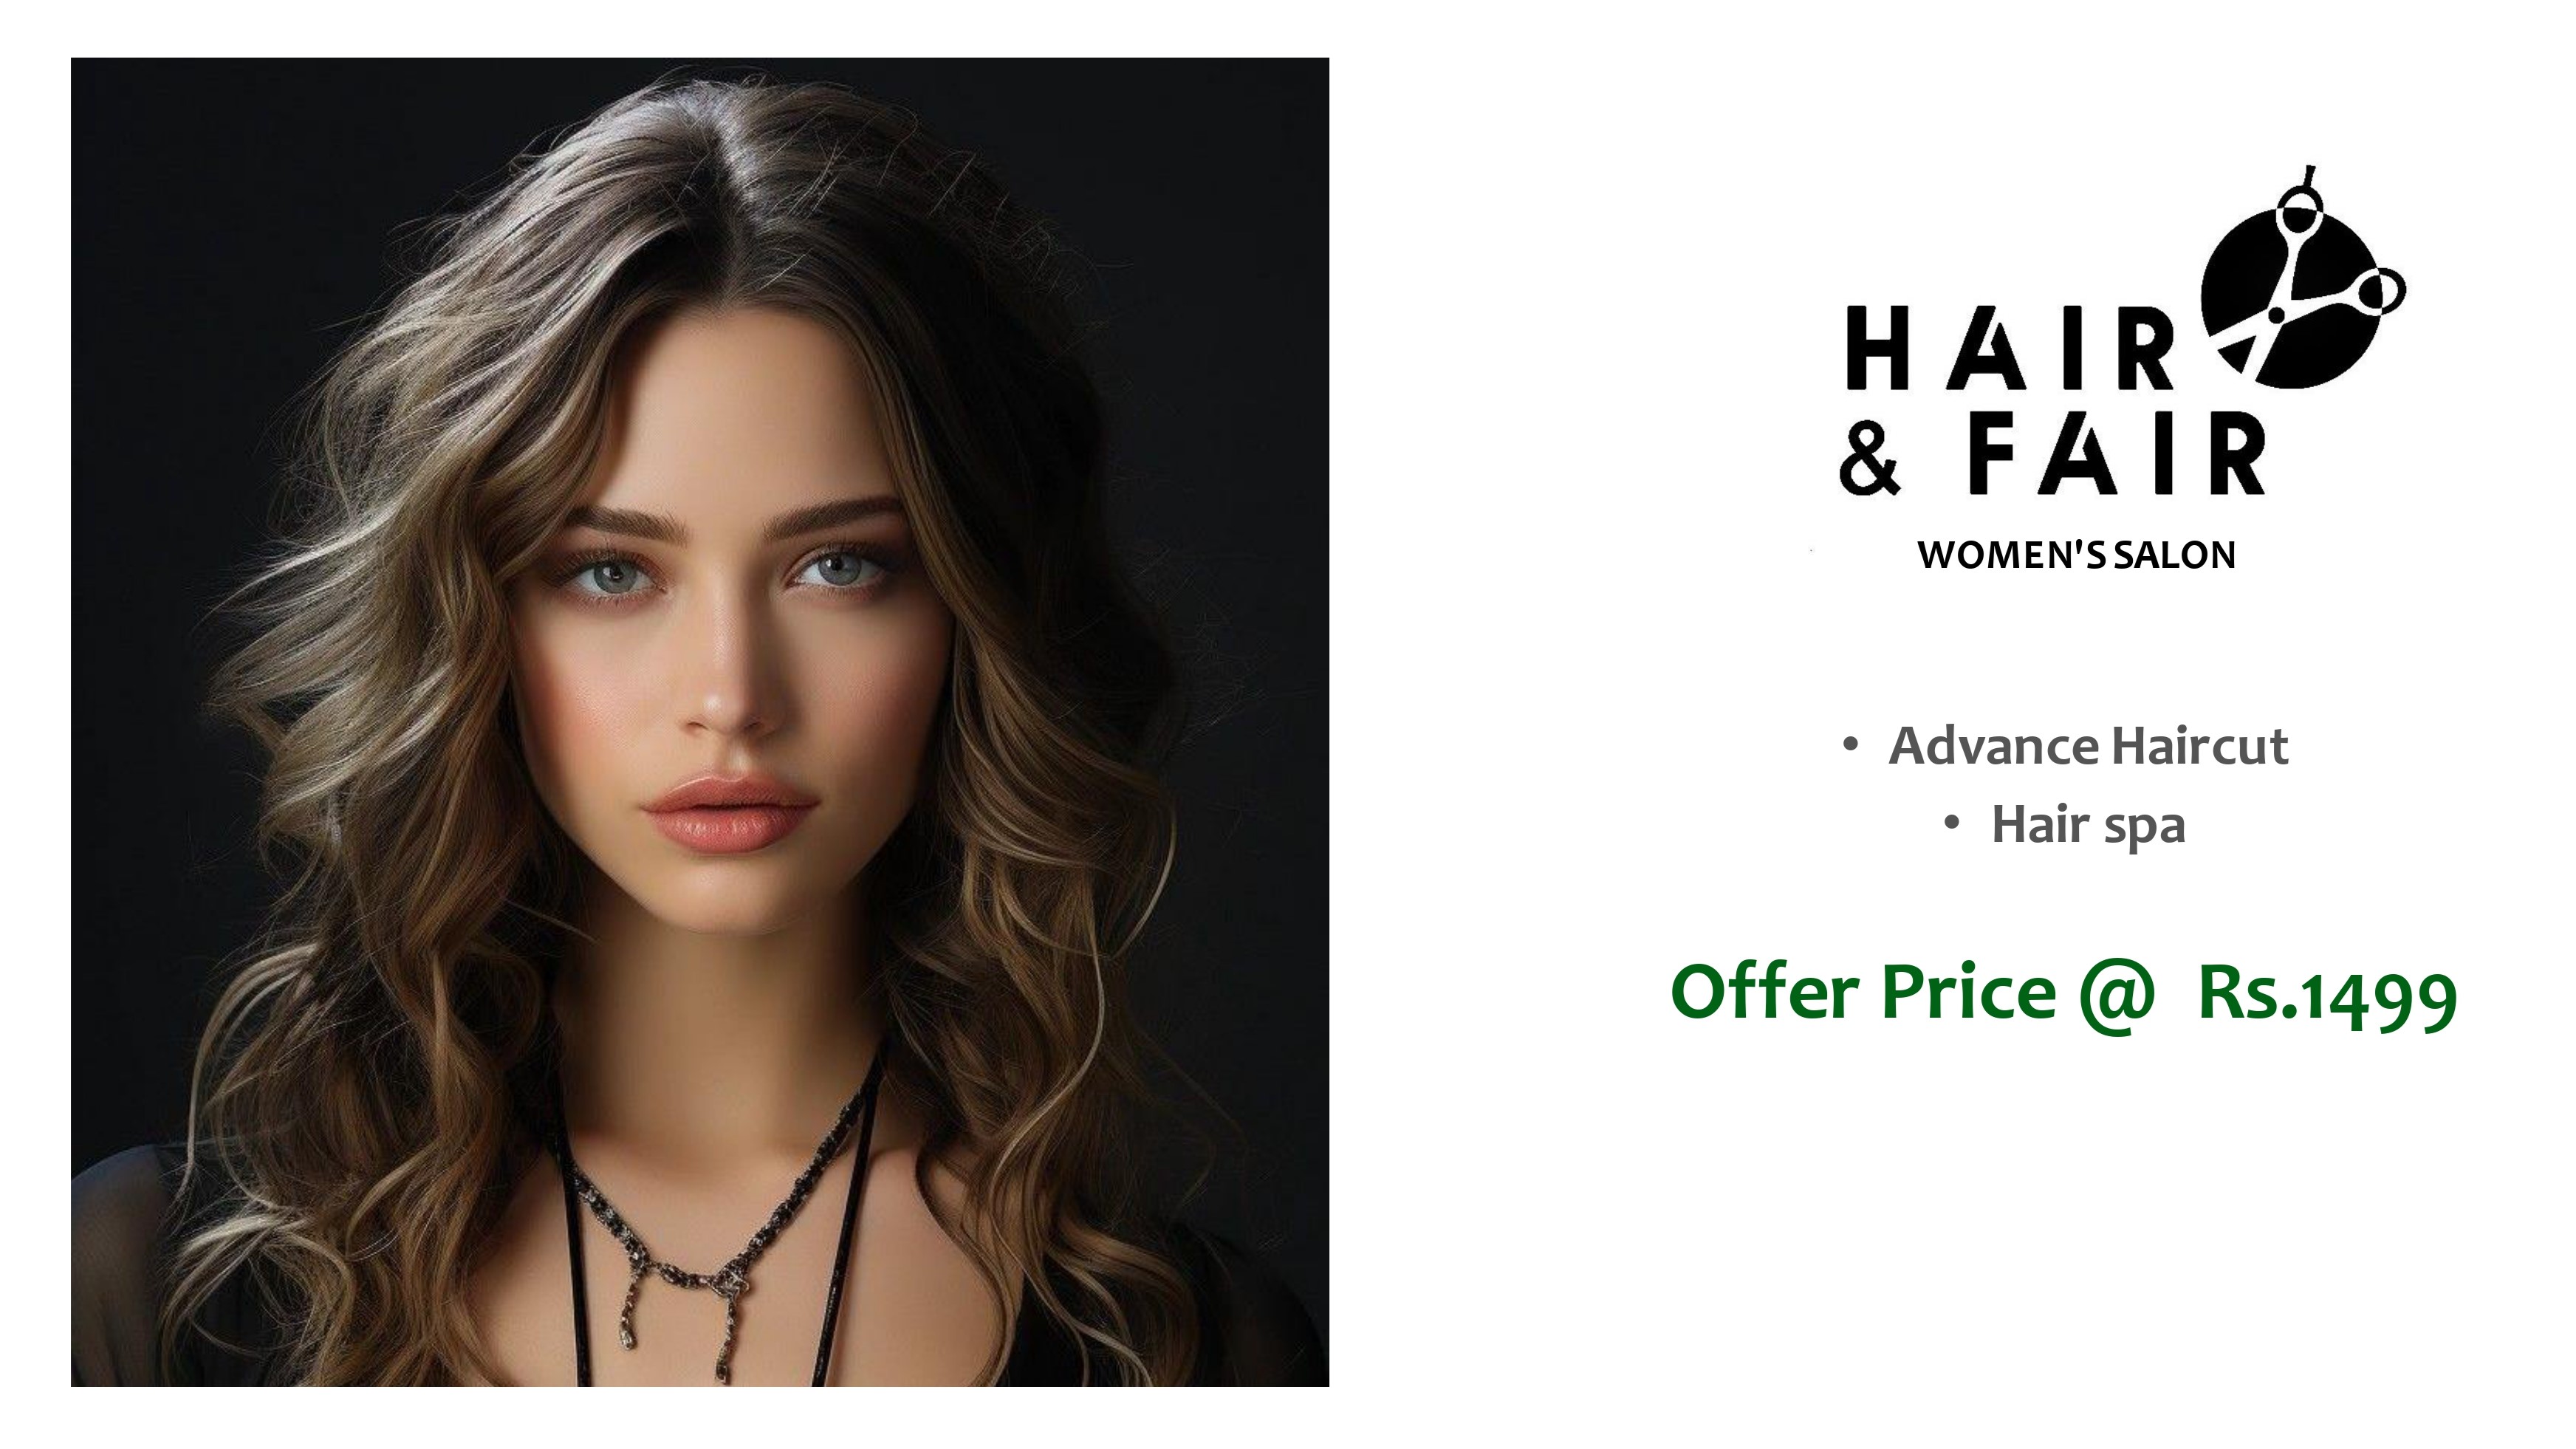 HAIR
& FAIR
WOMEN'S SALON
• Advance Haircut
• Hair spa
Offer Price @ Rs.1499